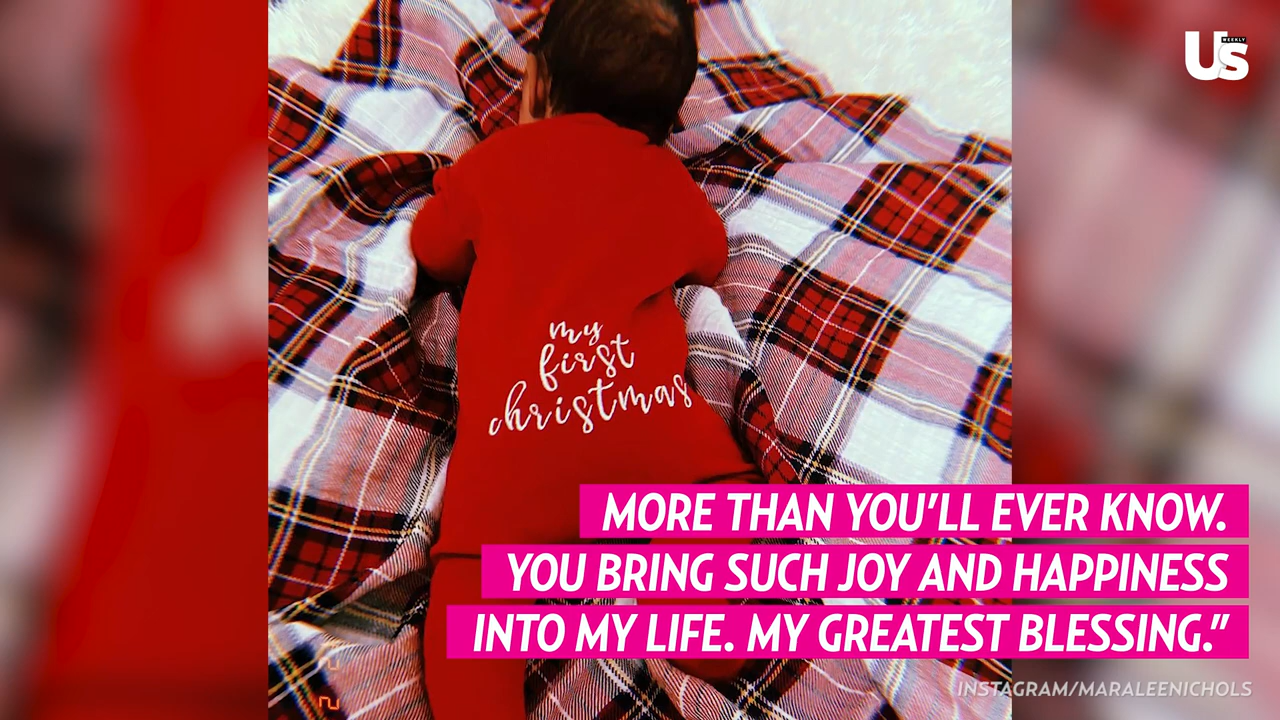 Us
WEEKLY
my
first
christmas
MORE THAN YOU'LL EVER KNOW.
YOU BRING SUCH JOY AND HAPPINESS
INTO MY LIFE. MY GREATEST BLESSING.”
INSTAGRAM/MARALEENICHOLS